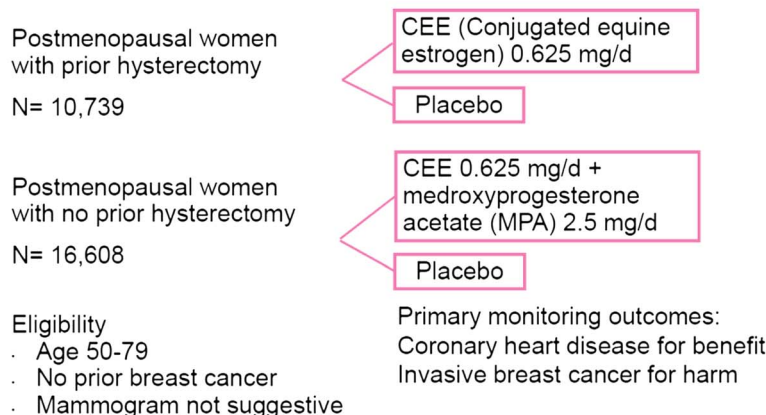 Postmenopausal women
with prior hysterectomy
N= 10,739
CEE (Conjugated equine
estrogen) 0.625 mg/d
Placebo
Postmenopausal women
with no prior hysterectomy
N= 16,608
CEE 0.625 mg/d +
medroxyprogesterone
acetate (MPA) 2.5 mg/d
Placebo
Eligibility
· Age 50-79
· No prior breast cancer
· Mammogram not suggestive
Primary monitoring outcomes:
Coronary heart disease for benefit
Invasive breast cancer for harm